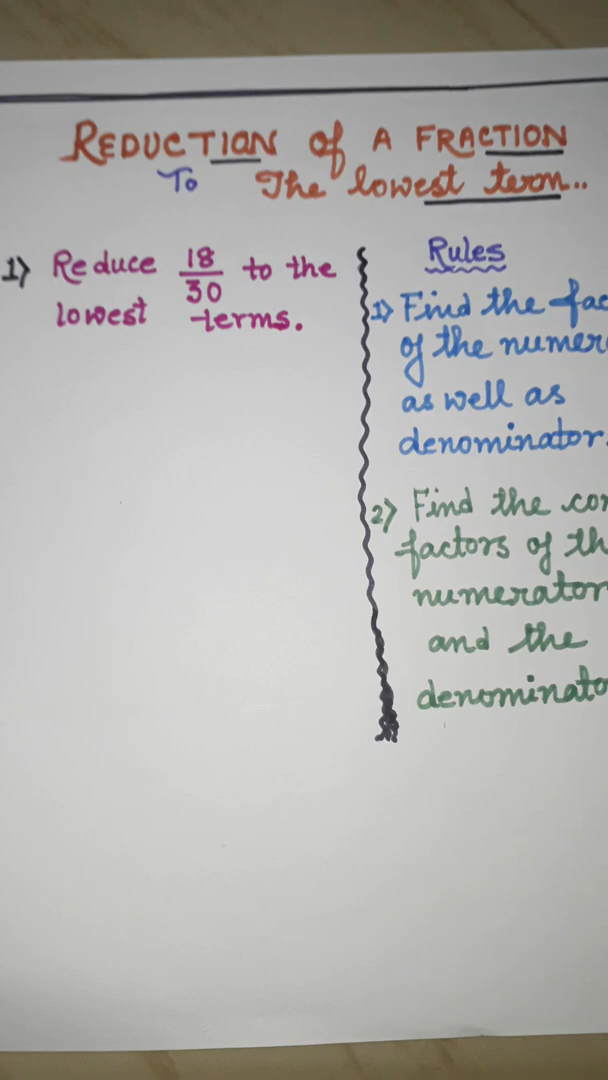 REDUCTION of A FRACTION
To The lowest term..
1) Reduce 18/30 to the
lowest terms.
Rules
1) Find the
of the
as well as
denominator.
2) Find the
factors of
numerator
and the